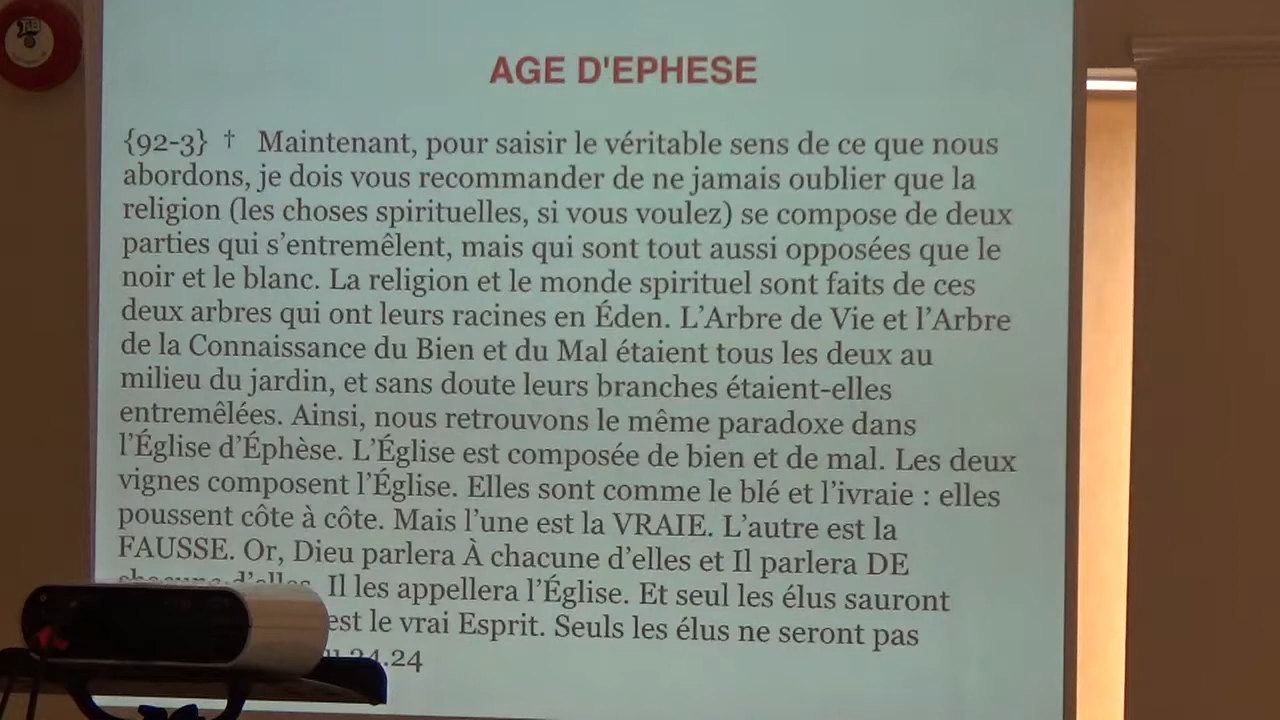 AGE D'EPHESE
{92-3} † Maintenant, pour saisir le véritable sens de ce que nous
abordons, je dois vous recommander de ne jamais oublier que la
religion (les choses spirituelles, si vous voulez) se compose de deux
parties qui s'entremêlent, mais qui sont tout aussi opposées que le
noir et le blanc. La religion et le monde spirituel sont faits de ces
deux arbres qui ont leurs racines en Éden. L'Arbre de Vie et l'Arbre
de la Connaissance du Bien et du Mal étaient tous les deux au
milieu du jardin, et sans doute leurs branches étaient-elles
entremêlées. Ainsi, nous retrouvons le même paradoxe dans
l'Église d'Éphèse. L'Église est composée de bien et de mal. Les deux
vignes composent l'Église. Elles sont comme le blé et l'ivraie : elles
poussent côte à côte. Mais l'une est la VRAIE. L'autre est la
FAUSSE. Or, Dieu parlera À chacune d'elles et Il parlera DE
chacune d'elles. Il les appellera l'Église. Et seul les élus sauront
est le vrai Esprit. Seuls les élus ne seront pas
24.24